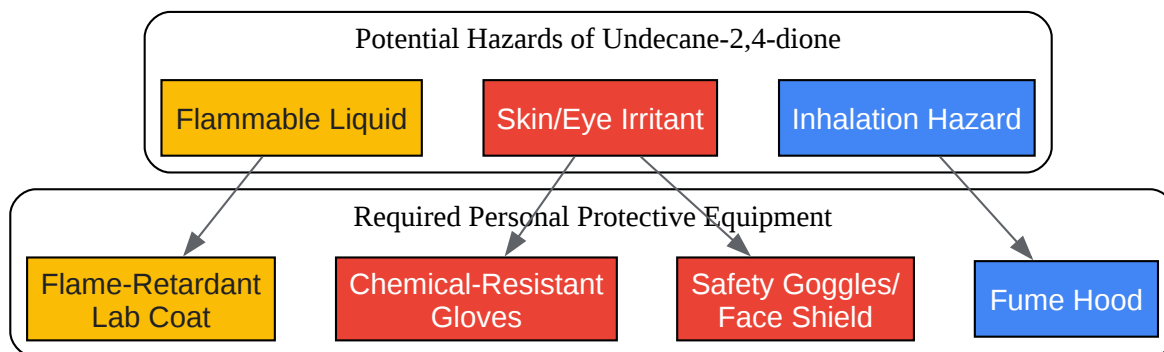 Potential Hazards of Undecane-2,4-dione
Flammable Liquid
Skin/Eye Irritant
Inhalation Hazard
Required Personal Protective Equipment
Flame-Retardant
Lab Coat
Chemical-Resistant
Gloves
Safety Goggles/
Face Shield
Fume Hood